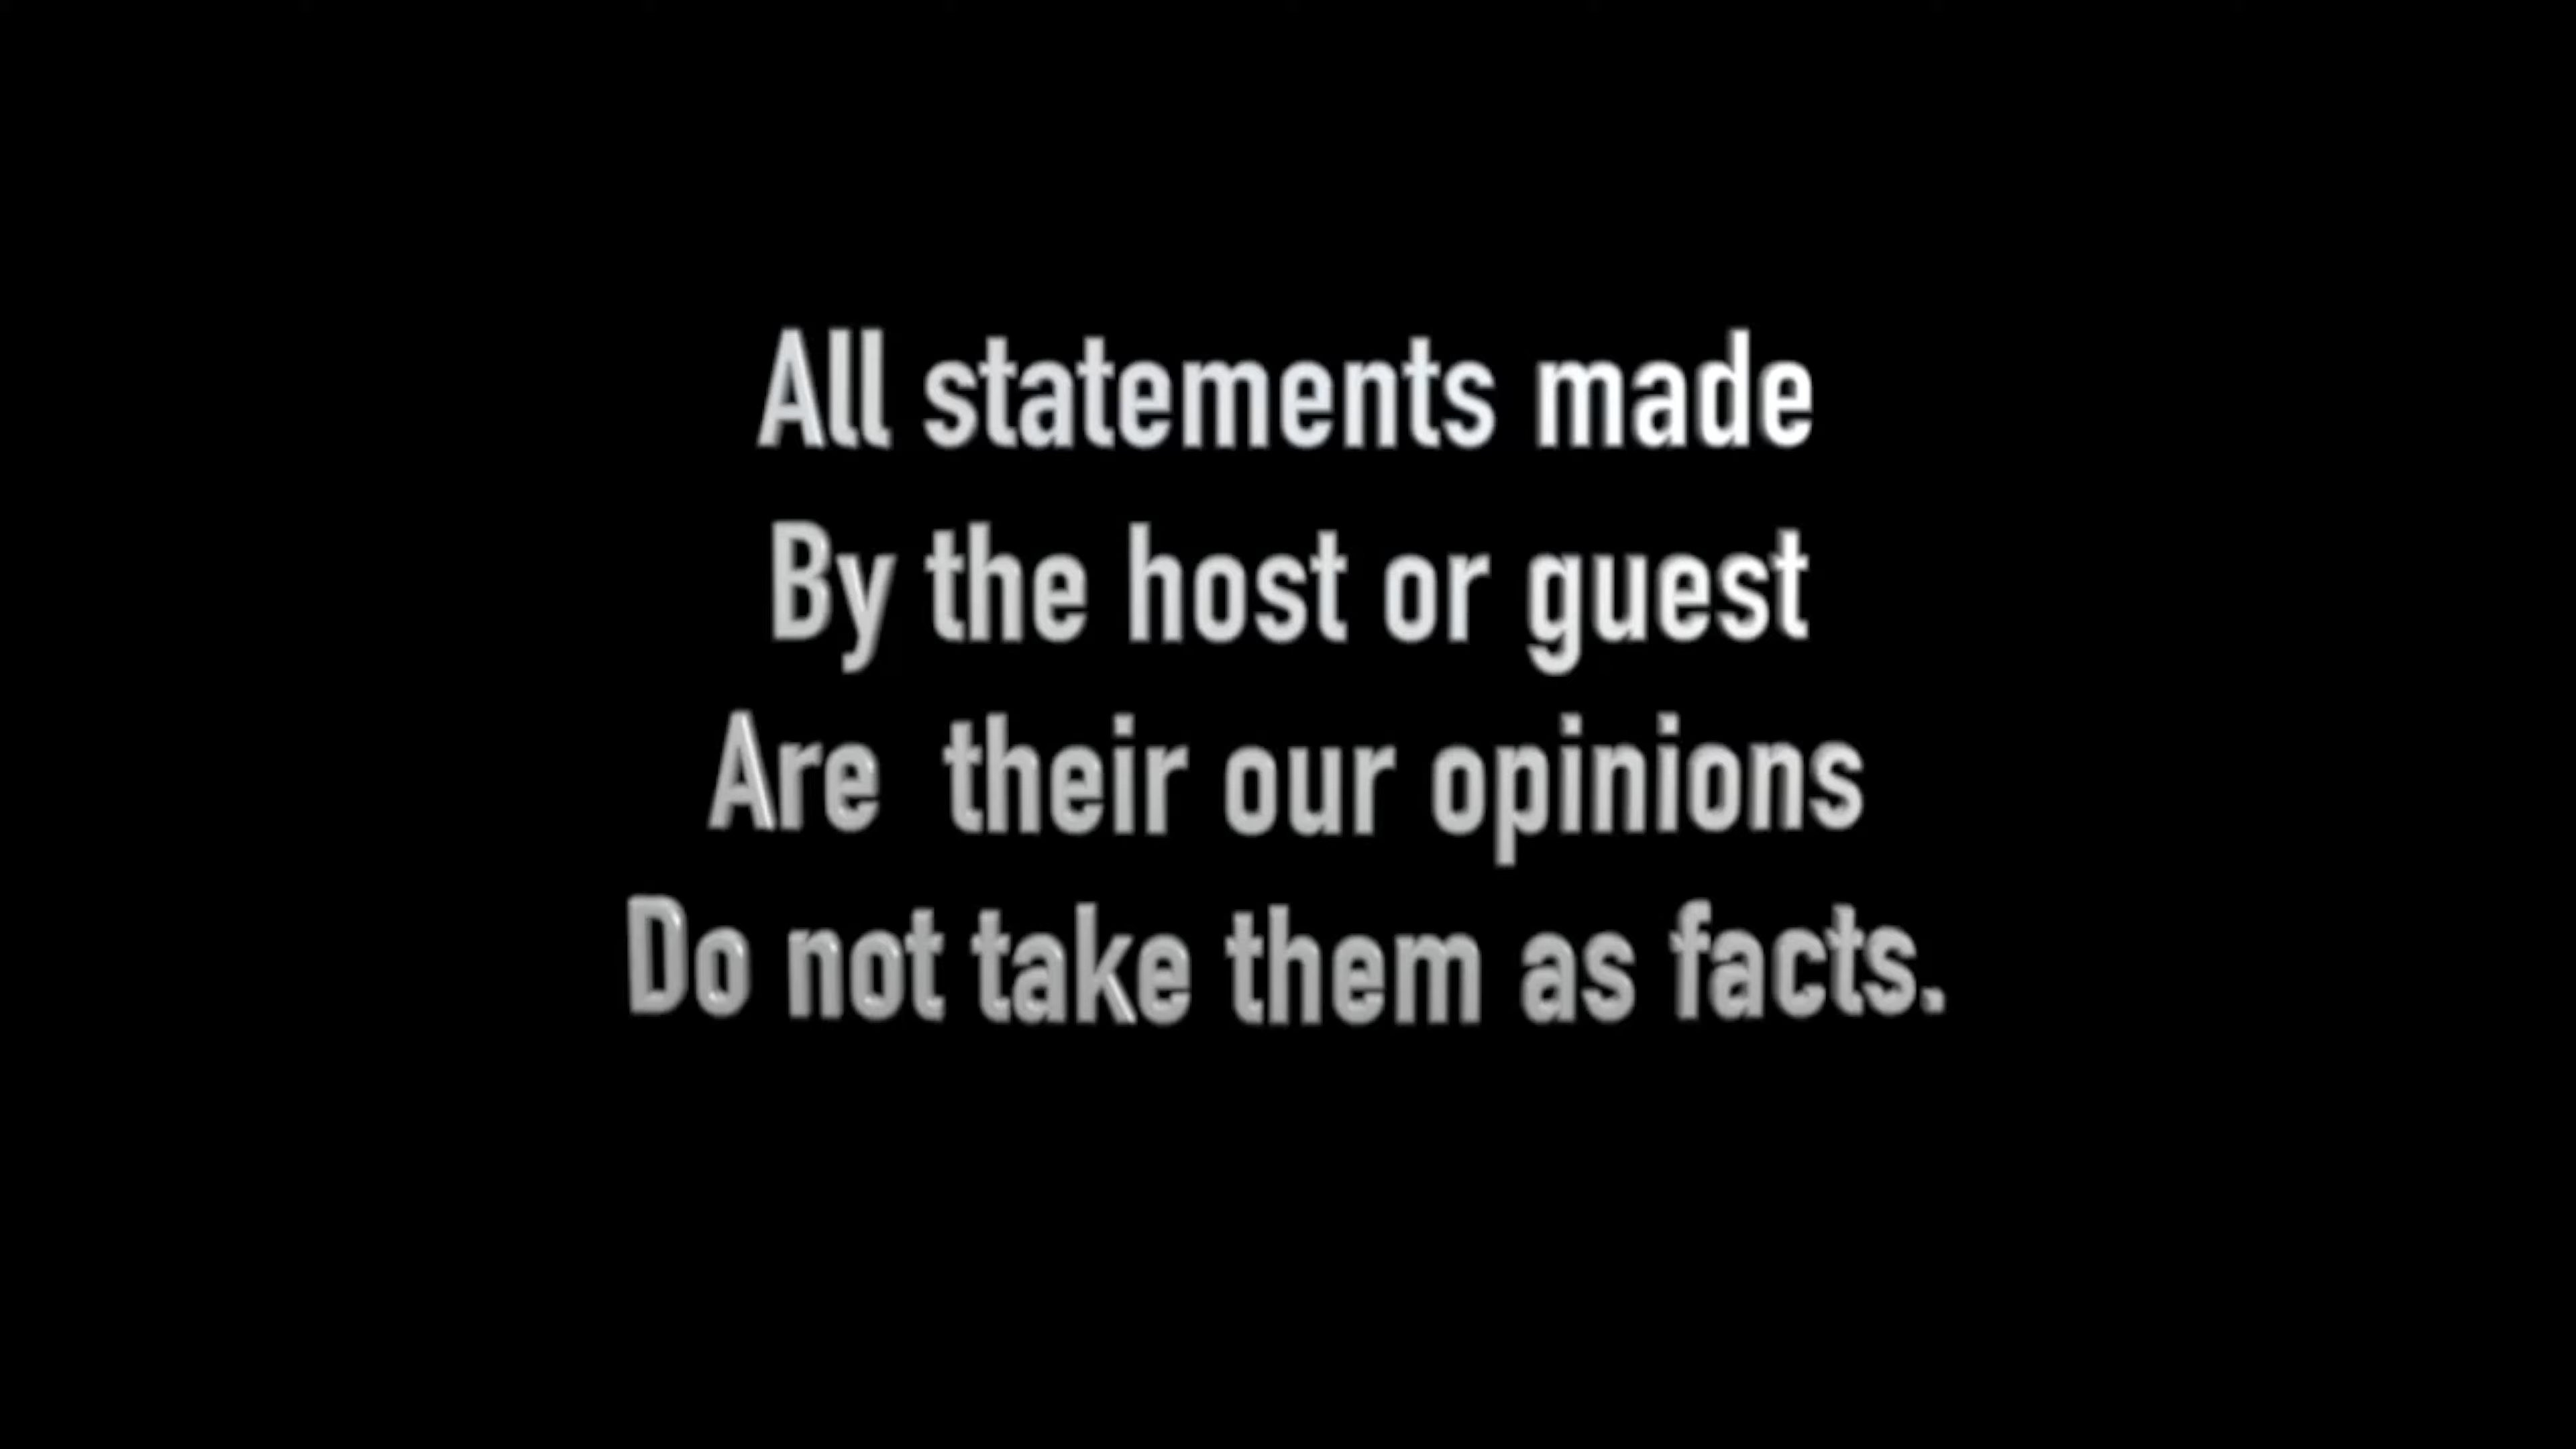 All statements made
By the host or guest
Are  their our opinions
Do not take them as facts.